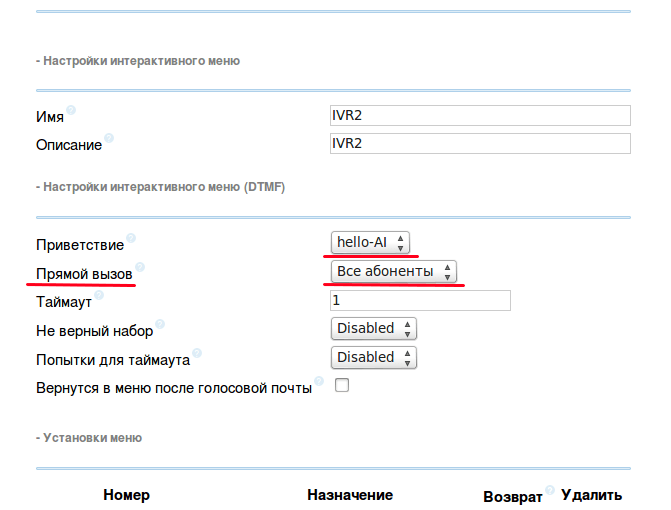 - Настройки интерактивного меню
Имя ? IVR2
Описание ? IVR2
- Настройки интерактивного меню (DTMF)
Приветствие ? hello-AI
Прямой вызов ? Все абоненты
Таймаут ? 1
Не верный набор ? Disabled
Попытки для таймаута ? Disabled
Вернутся в меню после голосовой почты ?
- Установки меню
Номер Назначение Возврат ? Удалить